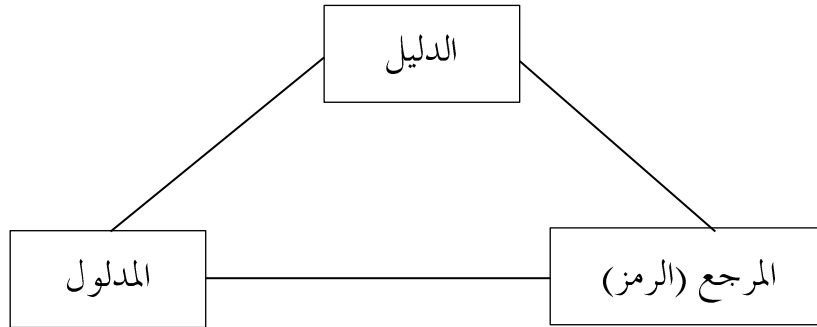 الدليل
المرجع (الرمز)
المدلول